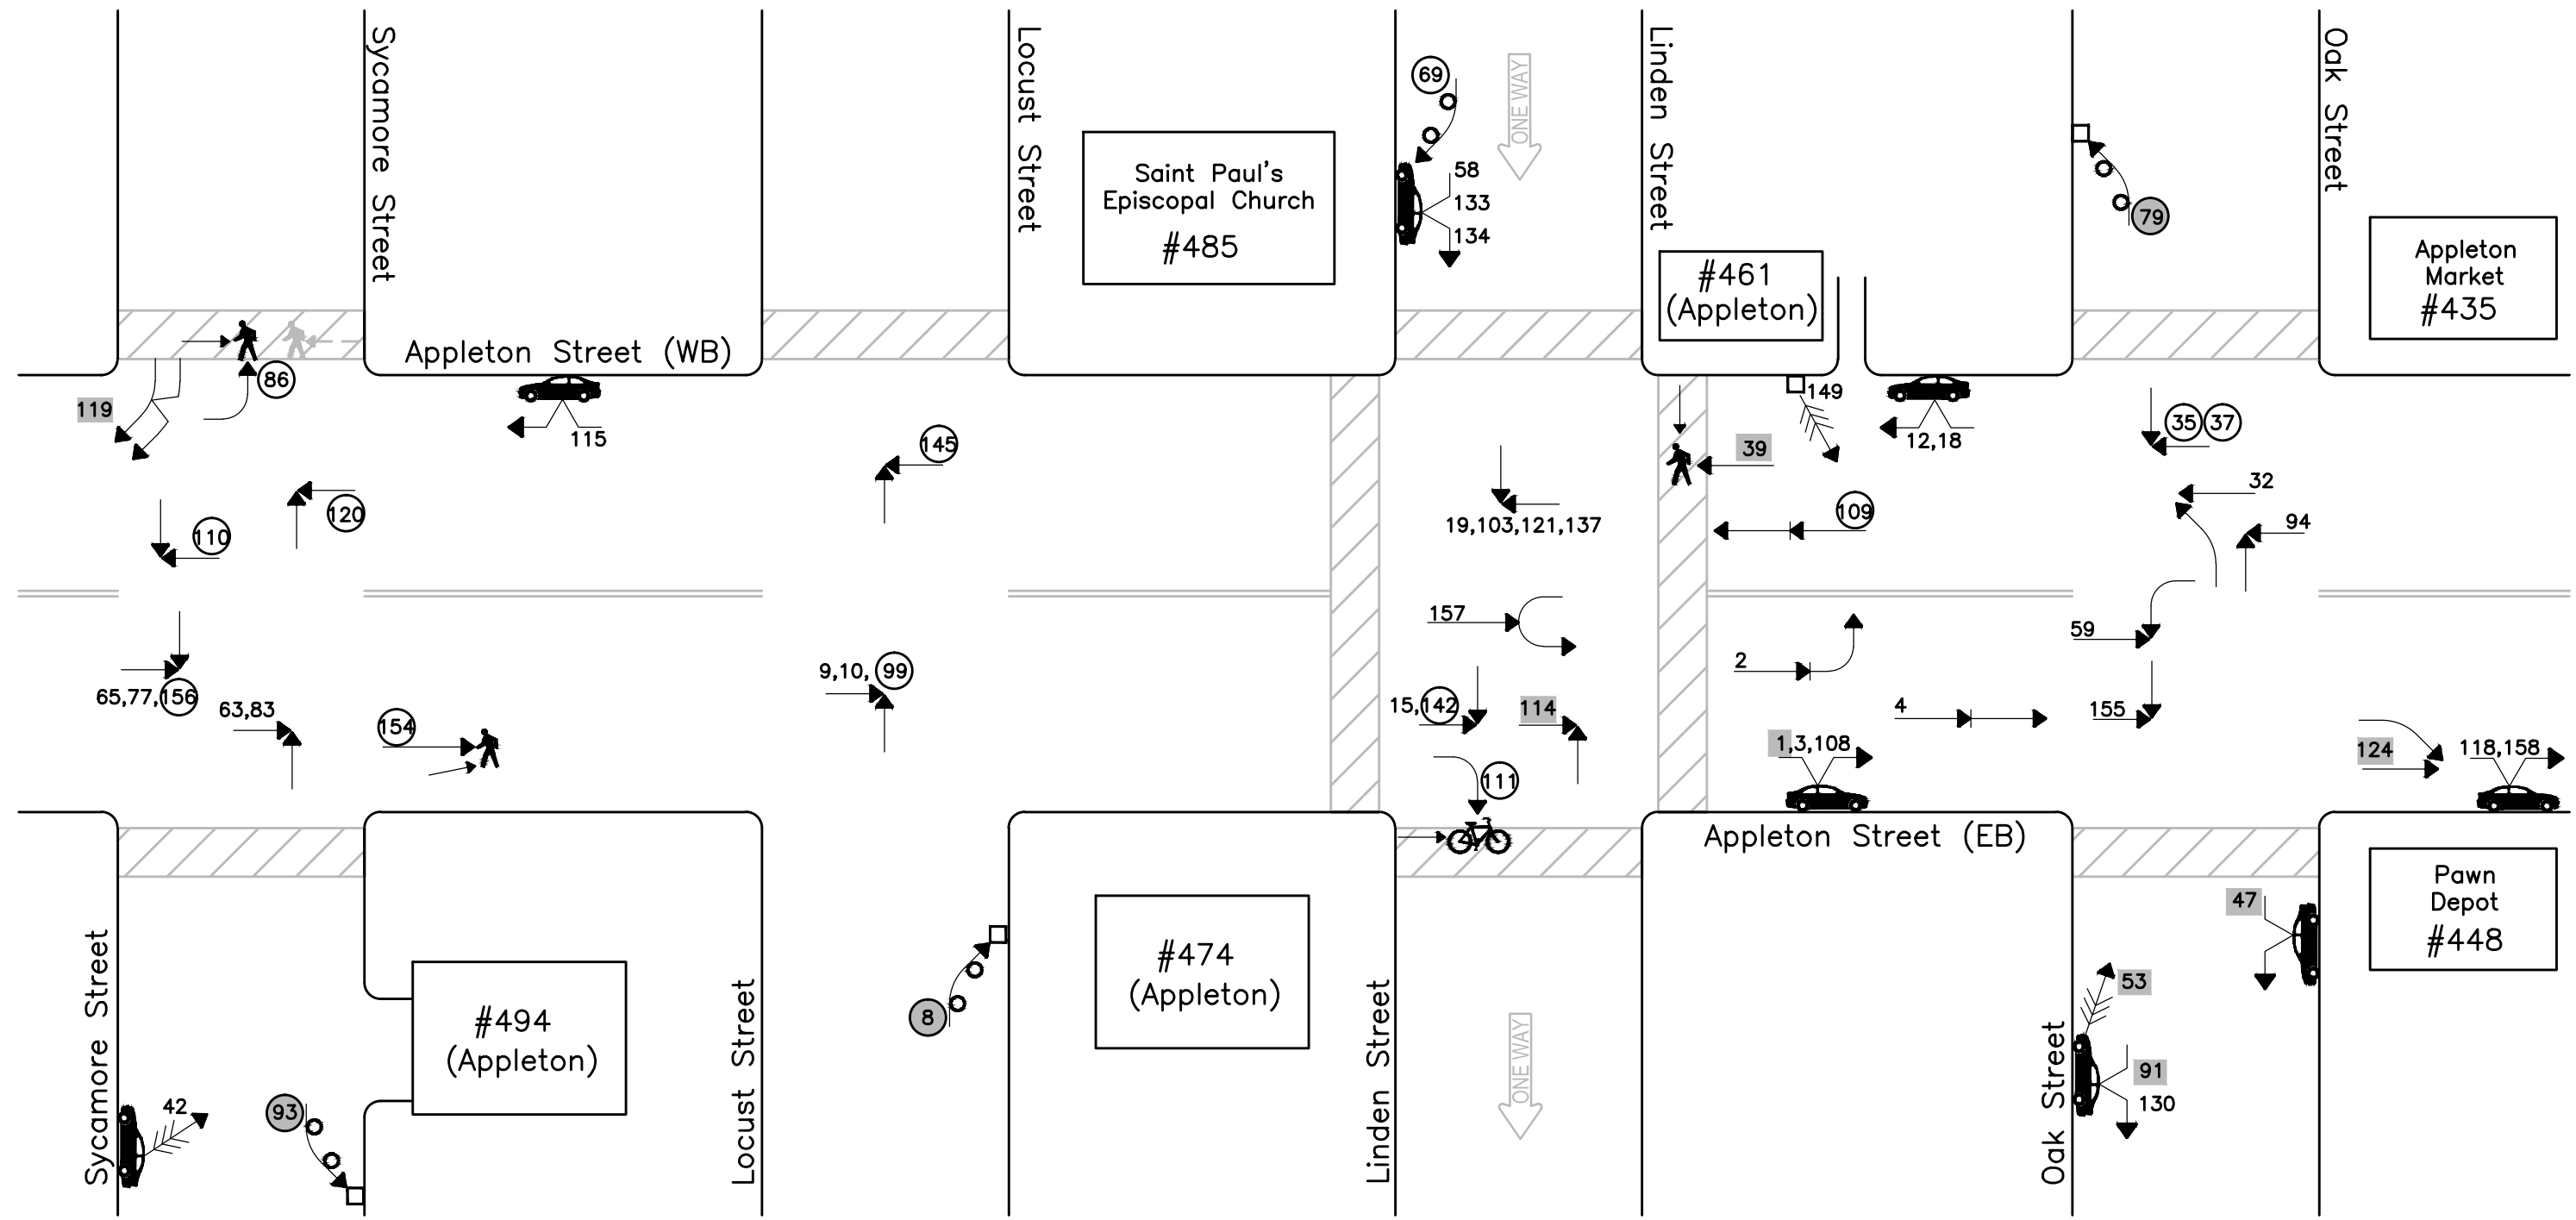 Sycamore Street
Locust Street
Linden Street
Oak Street
69
ONE WAY
Saint Paul's
Episcopal Church
#485
58
133
134
79
Appleton
Market
#435
#461
(Appleton)
Appleton Street (WB)
86
119
115
149
12,18
35
37
145
39
32
120
110
19,103,121,137
109
94
157
59
2
65,77,156
63,83
154
9,10,99
15,142
114
4
155
1,3,108
124
118,158
111
Appleton Street (EB)
Pawn
Depot
#448
47
#474
(Appleton)
#494
(Appleton)
8
53
91
130
ONE WAY
42
93
Sycamore Street
Locust Street
Linden Street
Oak Street